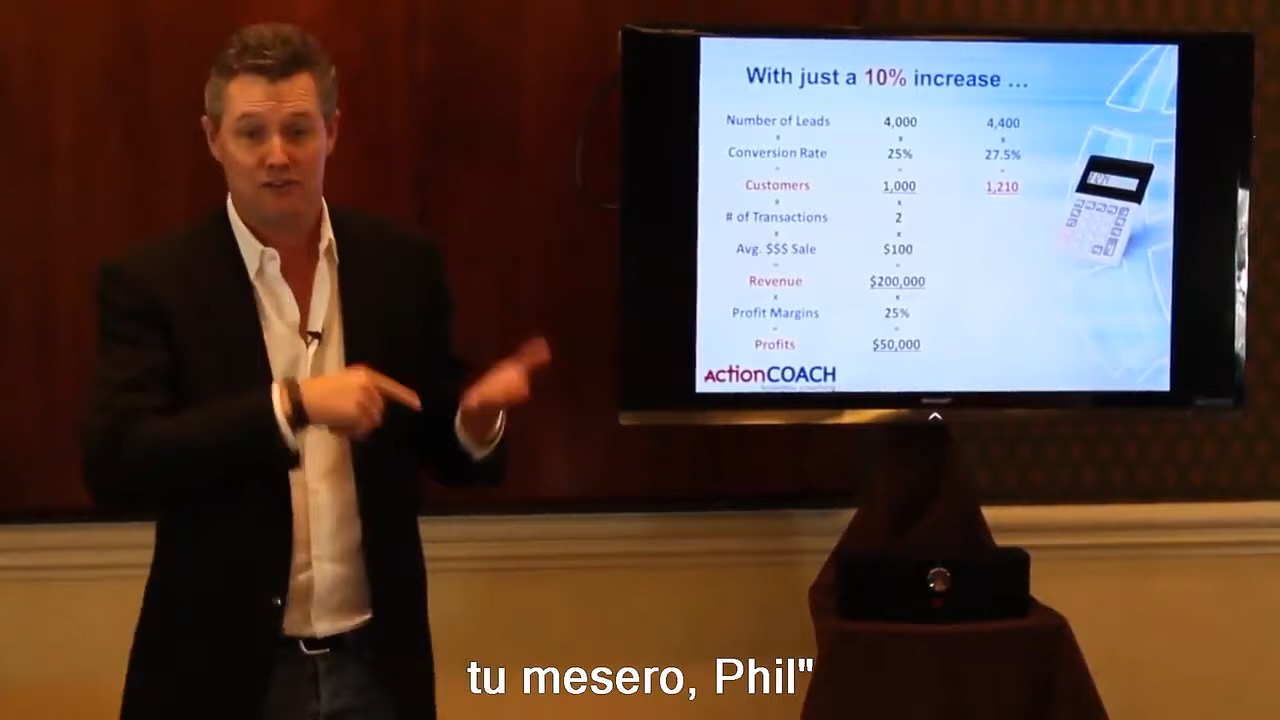 With just a 10% increase ...
Number of Leads 4,000 4,400
x x x
Conversion Rate 25% 27.5%
= = =
Customers 1,000 1,210
x x
# of Transactions 2
x x
Avg. $$$ Sale $100
= =
Revenue $200,000
x x
Profit Margins 25%
= =
Profits $50,000
ActionCOACH
tu mesero, Phil"